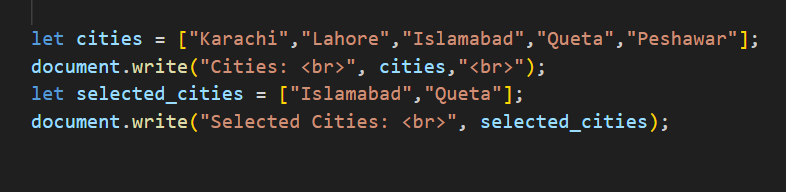 let cities = ["Karachi","Lahore","Islamabad","Queta","Peshawar"];
document.write("Cities: <br>", cities,"<br>");
let selected_cities = ["Islamabad","Queta"];
document.write("Selected Cities: <br>", selected_cities);